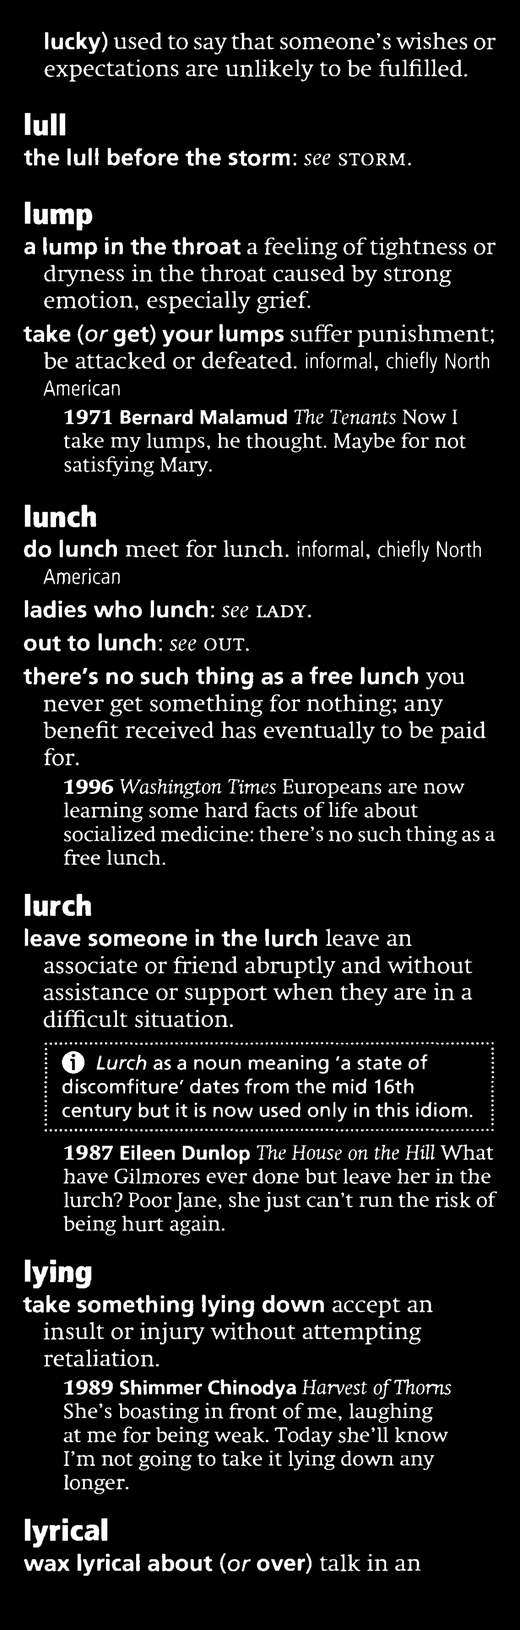 lucky) used to say that someone's wishes or
expectations are unlikely to be fulfilled.
lull
the lull before the storm: see STORM.
lump
a lump in the throat a feeling of tightness or
dryness in the throat caused by strong
emotion, especially grief.
take (or get) your lumps suffer punishment;
be attacked or defeated. informal, chiefly North
American
1971 Bernard Malamud The Tenants Now I
take my lumps, he thought. Maybe for not
satisfying Mary.
lunch
do lunch meet for lunch. informal, chiefly North
American
ladies who lunch: see LADY.
out to lunch: see OUT.
there's no such thing as a free lunch you
never get something for nothing; any
benefit received has eventually to be paid
for.
1996 Washington Times Europeans are now
learning some hard facts of life about
socialized medicine: there's no such thing as a
free lunch.
lurch
leave someone in the lurch leave an
associate or friend abruptly and without
assistance or support when they are in a
difficult situation.
i Lurch as a noun meaning 'a state of
discomfiture' dates from the mid 16th
century but it is now used only in this idiom.
1987 Eileen Dunlop The House on the Hill What
have Gilmores ever done but leave her in the
lurch? Poor Jane, she just can't run the risk of
being hurt again.
lying
take something lying down accept an
insult or injury without attempting
retaliation.
1989 Shimmer Chinodya Harvest of Thorns
She's boasting in front of me, laughing
at me for being weak. Today she'll know
I'm not going to take it lying down any
longer.
lyrical
wax lyrical about (or over) talk in an